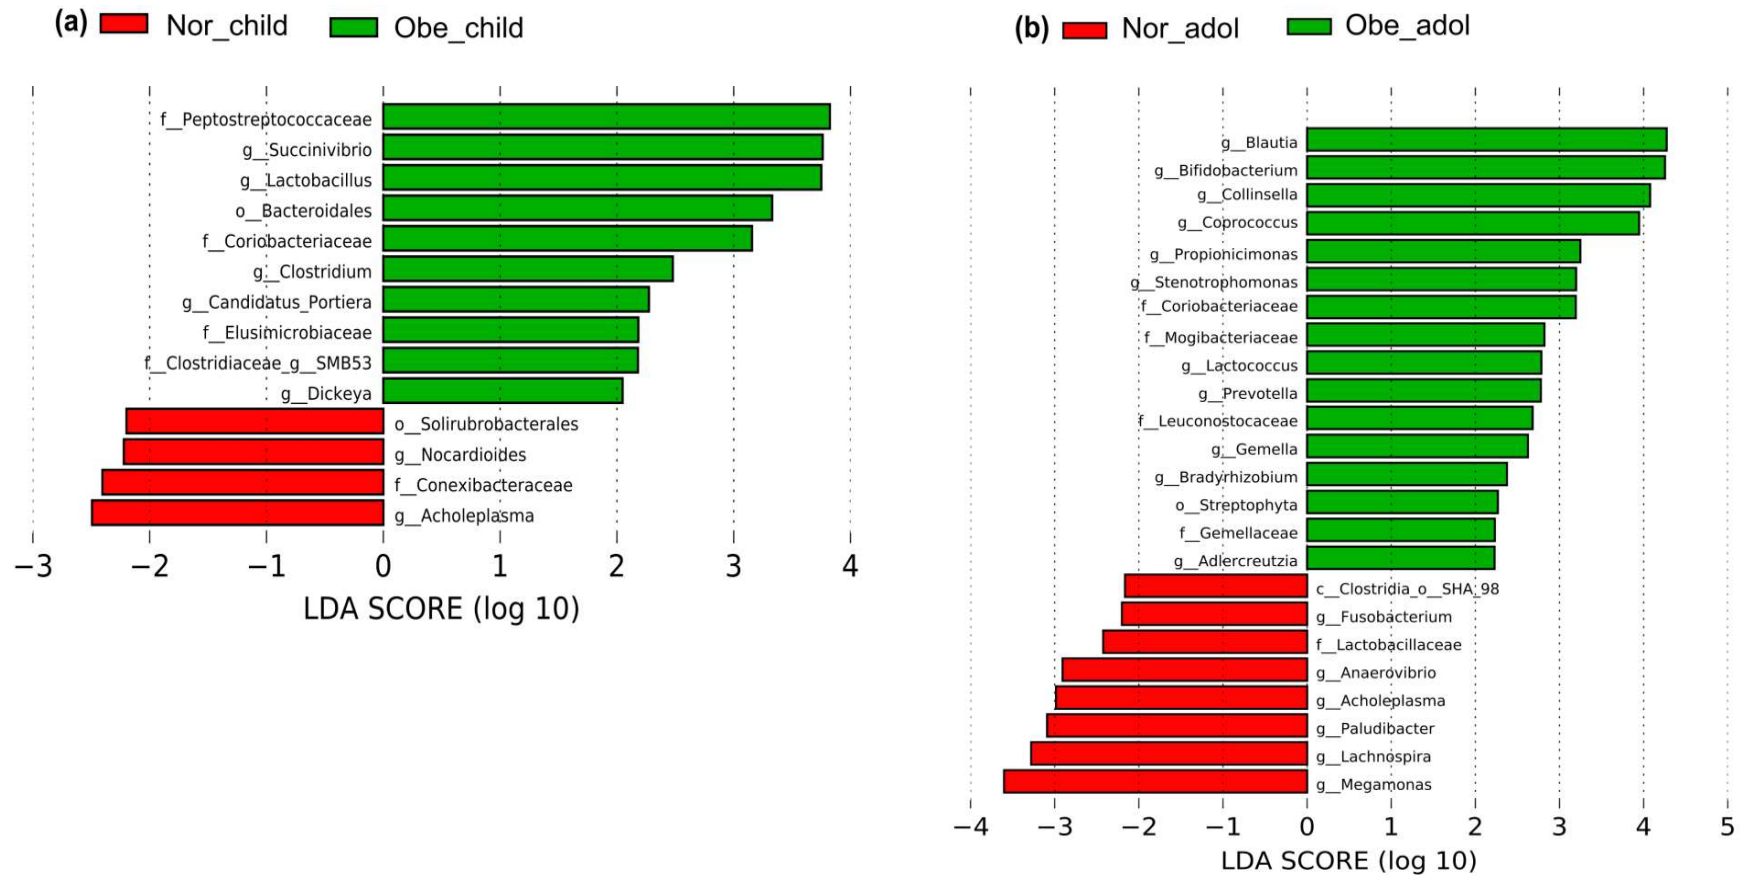 (a) Nor_child Obe_child
f__Peptostreptococcaceae
g__Succinivibrio
g__Lactobacillus
o__Bacteroidales
f__Coriobacteriaceae
g__Clostridium
g__Candidatus_Portiera
f__Elusimicrobiaceae
f__Clostridiaceae_g__SMB53
g__Dickeya
o__Solirubrobacterales
g__Nocardioides
f__Conexibacteraceae
g__Acholeplasma
−3 −2 −1 0 1 2 3 4
LDA SCORE (log 10)
(b) Nor_adol Obe_adol
g__Blautia
g__Bifidobacterium
g__Collinsella
g__Coprococcus
g__Propionicimonas
g__Stenotrophomonas
f__Coriobacteriaceae
f__Mogibacteriaceae
g__Lactococcus
g__Prevotella
f__Leuconostocaceae
g__Gemella
g__Bradyrhizobium
o__Streptophyta
f__Gemellaceae
g__Adlercreutzia
c__Clostridia_o__SHA_98
g__Fusobacterium
f__Lactobacillaceae
g__Anaerovibrio
g__Acholeplasma
g__Paludibacter
g__Lachnospira
g__Megamonas
−4 −3 −2 −1 0 1 2 3 4 5
LDA SCORE (log 10)